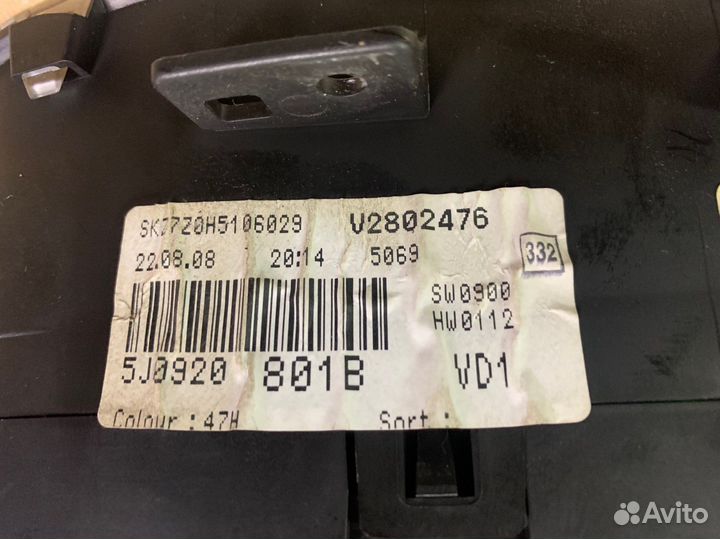 SKZ7Z0H5106029 V2802476
22.08.08 20:14 5069 332
SW0900
HW0112
5J0920 801B VD1
Colour : 47H Sort :
Avito